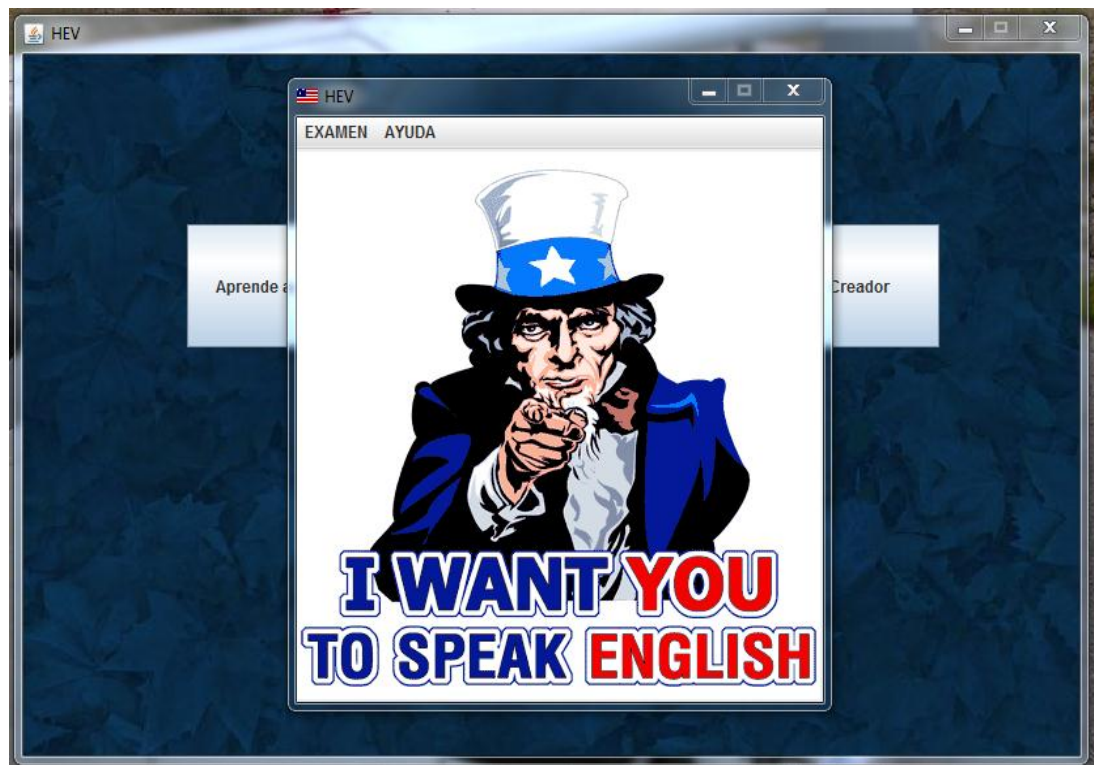 HEV
HEV
EXAMEN AYUDA
Aprende a
Creador
I WANT YOU
TO SPEAK ENGLISH